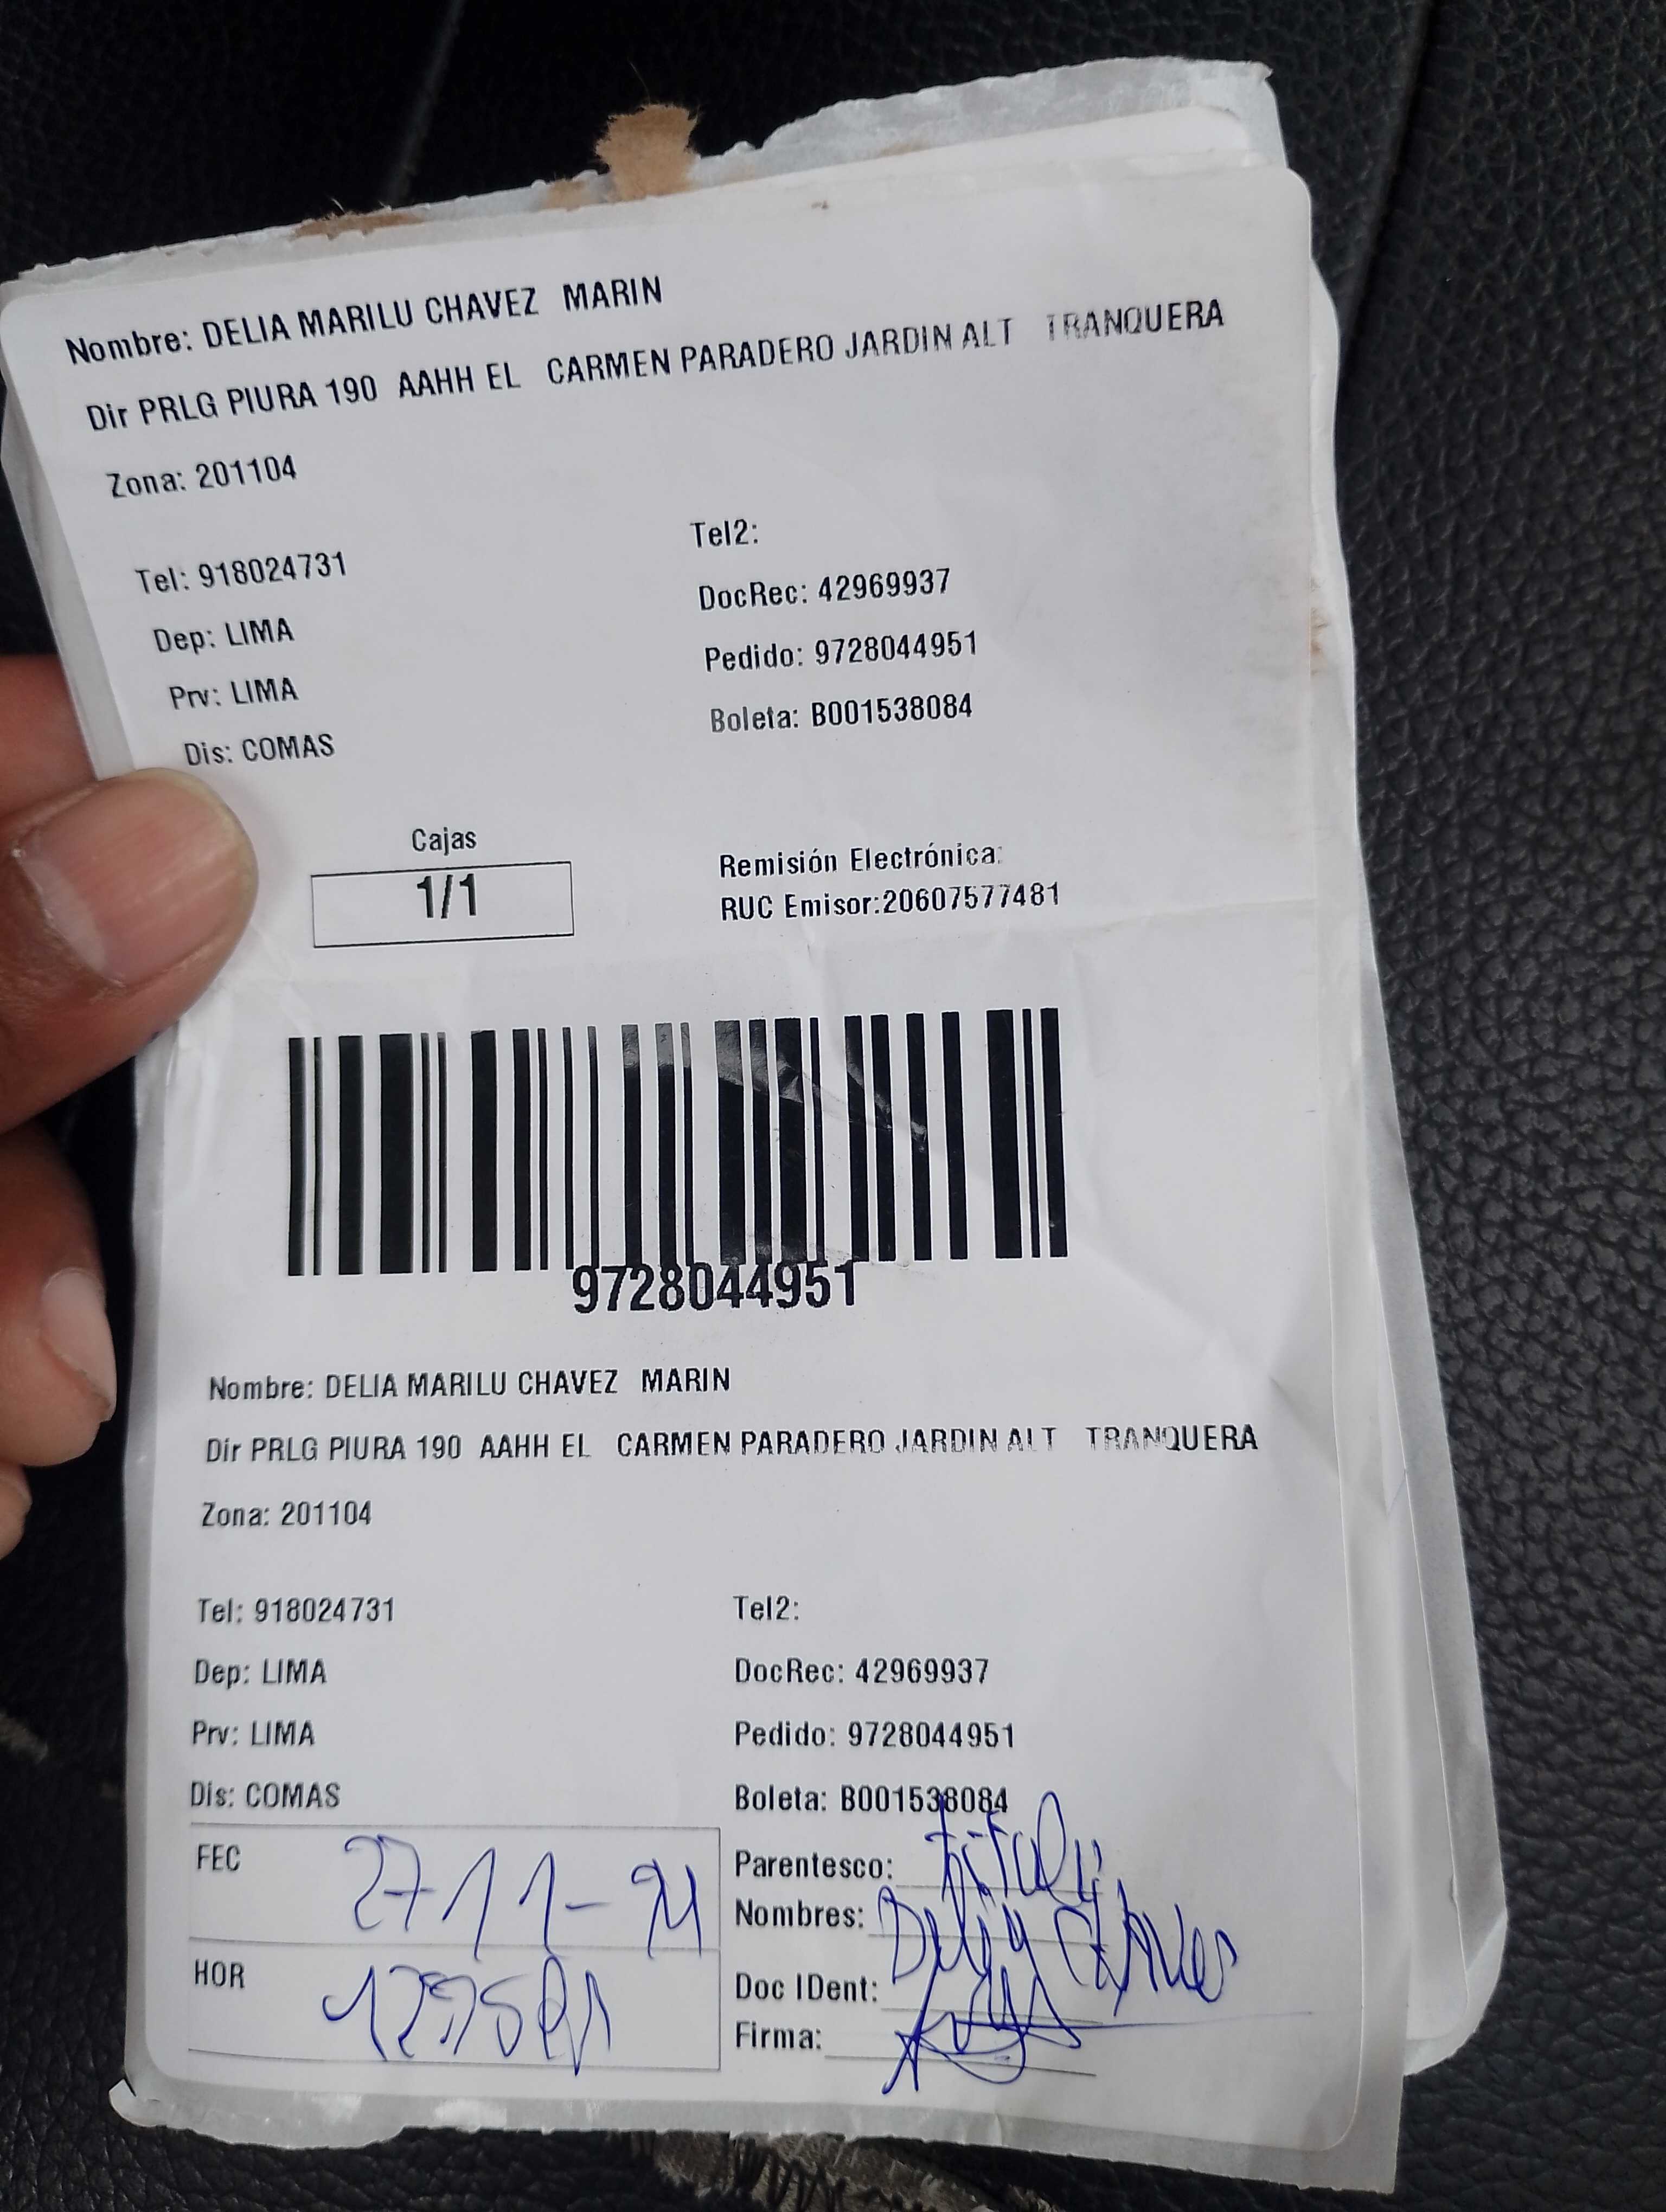 Nombre: DELIA MARILU CHAVEZ MARIN
Dir PRLG PIURA 190 AAHH EL CARMEN PARADERO JARDIN ALT TRANQUERA
Zona: 201104
Tel: 918024731
Tel2:
Dep: LIMA
DocRec: 42969937
Prv: LIMA
Pedido: 9728044951
Dis: COMAS
Boleta: B001538084
Cajas
1/1
Remisión Electrónica:
RUC Emisor:20607577481
9728044951
Nombre: DELIA MARILU CHAVEZ MARIN
Dir PRLG PIURA 190 AAHH EL CARMEN PARADERO JARDIN ALT TRANQUERA
Zona: 201104
Tel: 918024731
Tel2:
Dep: LIMA
DocRec: 42969937
Prv: LIMA
Pedido: 9728044951
Dis: COMAS
Boleta: B001538084
FEC 27-11-
Parentesco:
Nombres: Delia Chavez
HOR
Doc IDent:
Firma: